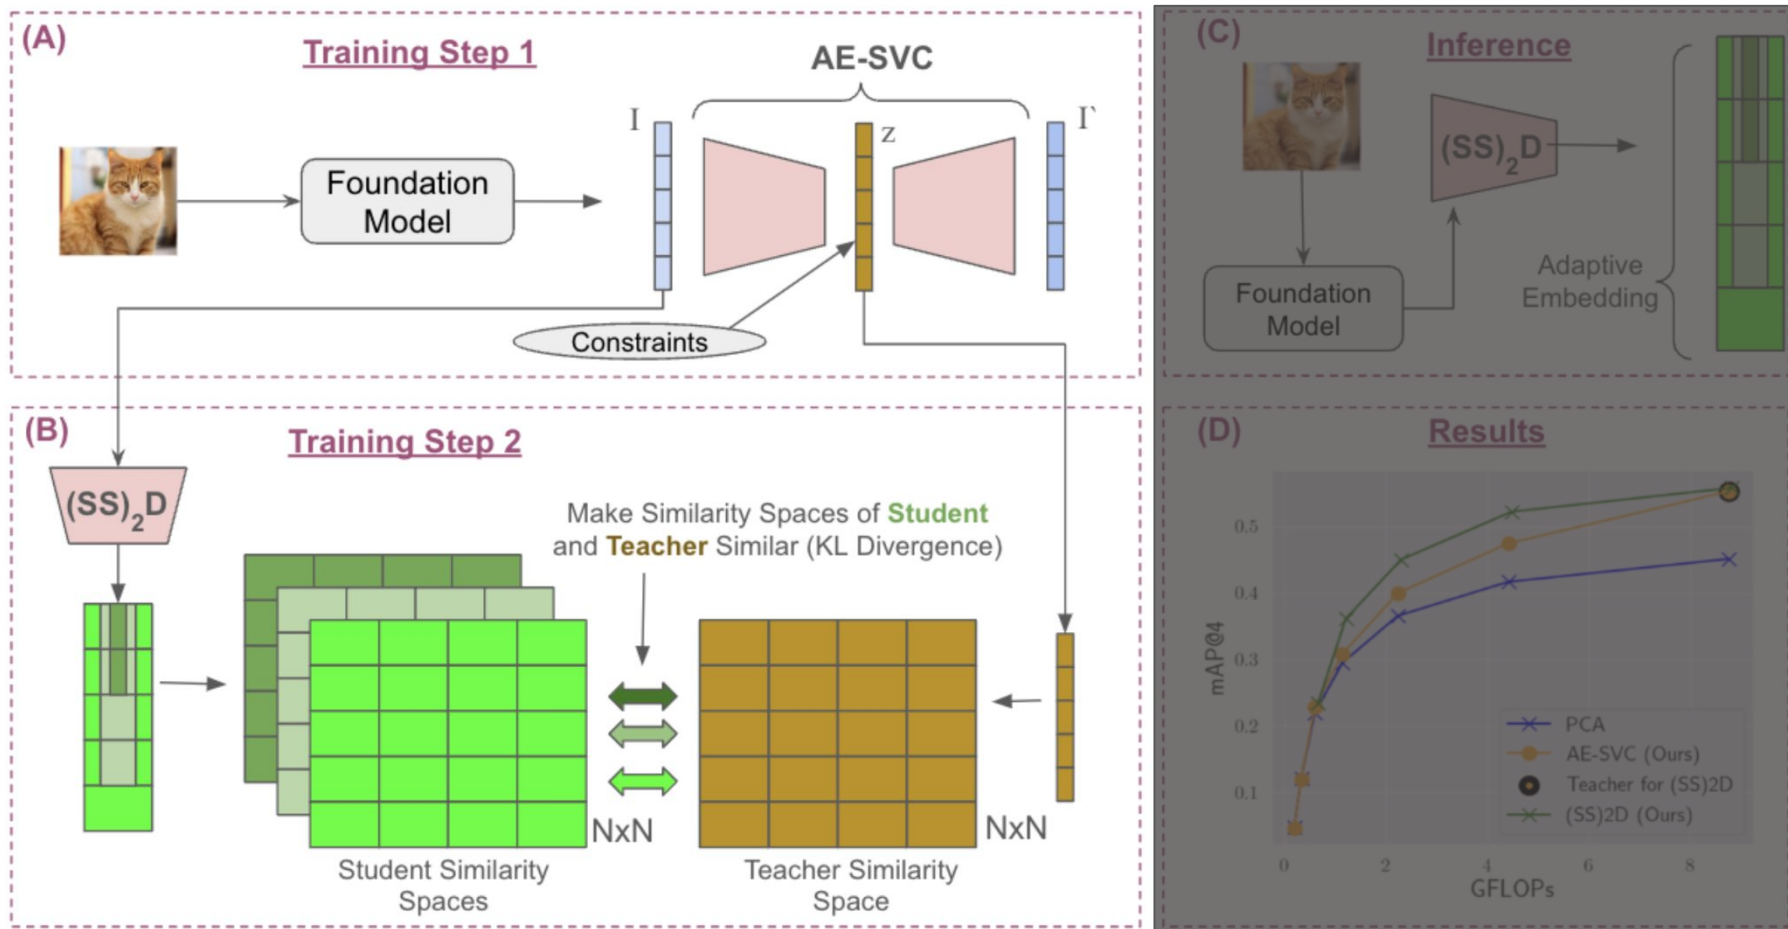 (A)
Training Step 1
AE-SVC
I
z
I`
Foundation
Model
Constraints
(B)
Training Step 2
(SS)2D
Make Similarity Spaces of Student
and Teacher Similar (KL Divergence)
NxN
NxN
Student Similarity
Spaces
Teacher Similarity
Space
(C)
Inference
(SS)2D
Foundation
Model
Adaptive
Embedding
(D)
Results
mAP@4
0.5
0.4
0.3
0.2
0.1
PCA
AE-SVC (Ours)
Teacher for (SS)2D
(SS)2D (Ours)
0 2 4 6 8
GFLOPs